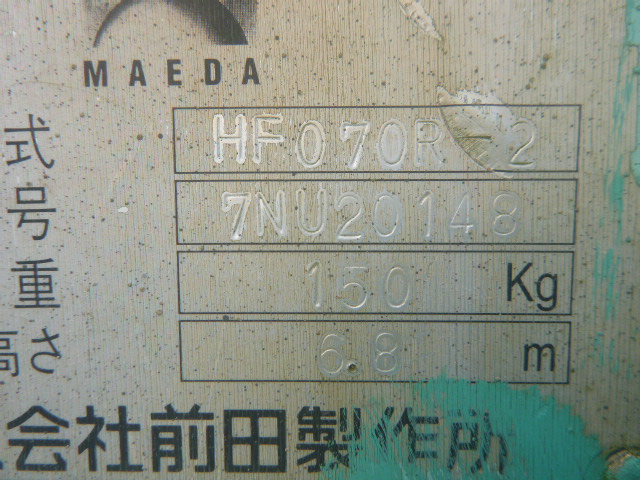 MAEDA
式 HF070R-2
号 7NU20148
重 150 Kg
高さ 6.8 m
会社前田製作所